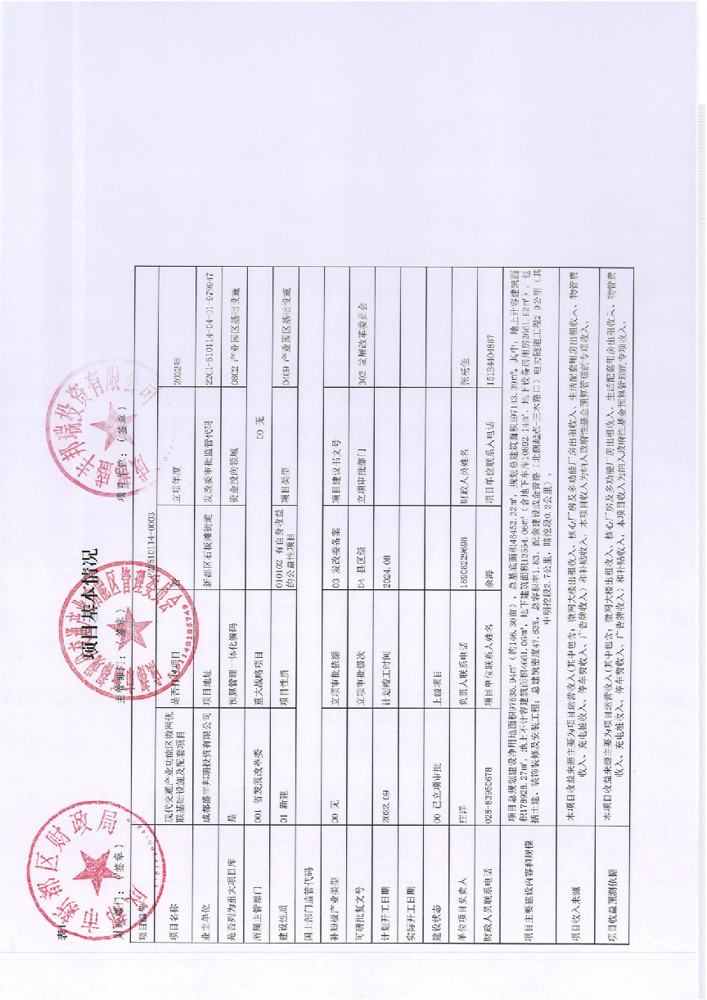 表1
项目基本情况
财政部门：（签章） 主管部门：（签章） 项目单位：（签章）
项目编号 222510114-0003
项目名称 现代交通产业功能区微网优联基础设施及配套项目 是否打包项目 否 立项年度 2022年
业主单位 成都盛丰邦瑞投资有限公司 项目地址 新都区石板滩街道 发改委审批监管代码 2201-510114-04-01-979947
是否列为重大项目库 是 预算管理一体化编码 资金投向领域 0802 产业园区基础设施
所属主管部门 001 省发展改革委 重大战略项目 00 无
建设性质 01 新建 项目性质 010102 有自身收益的公益性项目 项目类型 0409 产业园区基础设施
国土部门监管代码
补短板产业类型 00 无 立项审批依据 03 发改委备案 项目建议书文号
可研批复文号 立项审批级次 04 县区级 立项审批部门 302 发展改革委员会
计划开工日期 2022.09 计划竣工时间 2024.08
实际开工日期
建设状态 00 已立项审批 上级项目
单位项目负责人 庄洋 负责人联系电话 18908229698 财政人员姓名
财政人员联系电话 028-83950678 项目单位联系人姓名 余海 项目单位联系人电话 15134404887
项目主要建设内容和规模
项目总规划建设净用地面积97535.94㎡（约146.30亩），总基底面积46452.32㎡，规划总建筑面积197143.39㎡，其中：地上计容建筑面
积178928.27㎡，地上不计容建筑面积4661.06㎡，地下建筑面积13554.06㎡（含地下车库10892.14㎡、地下设备用房2661.92㎡），包
括土建、装饰装修及安装工程；总建筑密度47.63%，总容积率1.83。配套建设成金青路（北侧起点-三木路口）电力隧道工程2.9公里（其
中明挖段2.7公里，暗挖段0.2公里）。
项目收入来源
本项目收益来源主要为项目运营收入(其中包含：微网大楼出租收入、核心厂房及多功能厂房出租收入、生活配套用房出租收入、物管费
收入、充电桩收入、停车费收入、广告牌收入）和补贴收入，本项目收入为纳入政府性基金预算管理的专项收入。
项目收益预测依据
本项目收益来源主要为项目运营收入(其中包含：微网大楼出租收入、核心厂房及多功能厂房出租收入、生活配套用房出租收入、物管费
收入、充电桩收入、停车费收入、广告牌收入）和补贴收入，本项目收入为纳入政府性基金预算管理的专项收入。